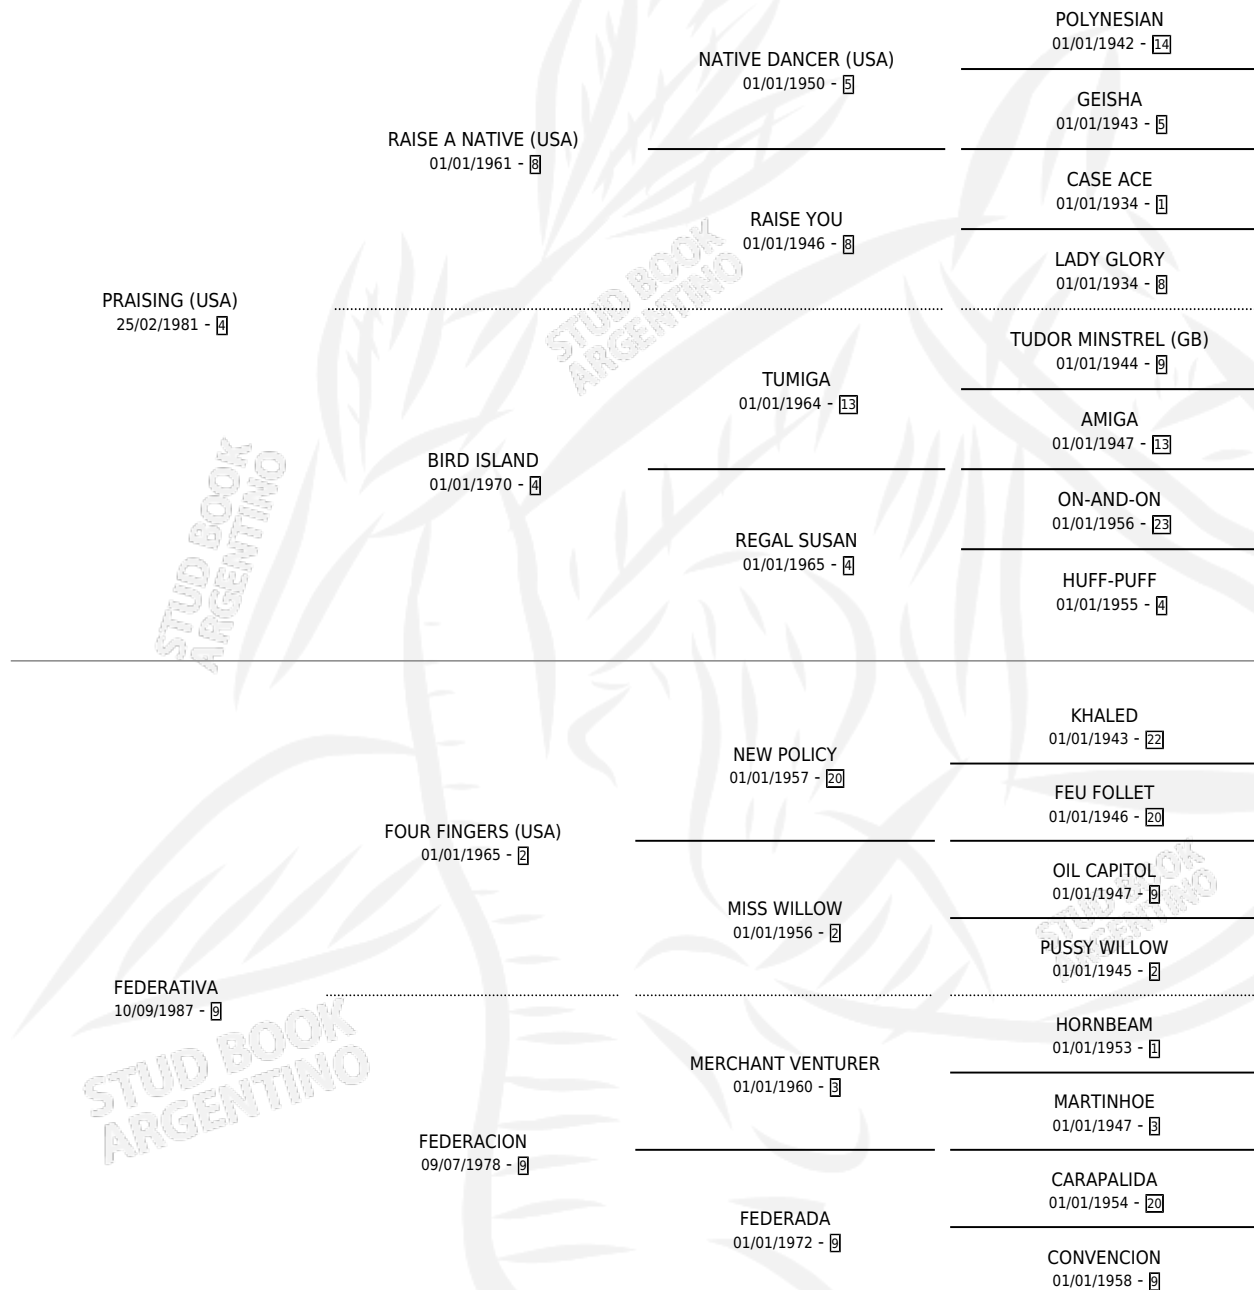 POLYNESIAN
01/01/1942 - 14
NATIVE DANCER (USA)
01/01/1950 - 5
GEISHA
01/01/1943 - 5
RAISE A NATIVE (USA)
01/01/1961 - 8
CASE ACE
01/01/1934 - 1
RAISE YOU
01/01/1946 - 8
LADY GLORY
01/01/1934 - 8
PRAISING (USA)
25/02/1981 - 4
TUDOR MINSTREL (GB)
01/01/1944 - 9
TUMIGA
01/01/1964 - 13
AMIGA
01/01/1947 - 13
BIRD ISLAND
01/01/1970 - 4
ON-AND-ON
01/01/1956 - 23
REGAL SUSAN
01/01/1965 - 4
HUFF-PUFF
01/01/1955 - 4
KHALED
01/01/1943 - 22
NEW POLICY
01/01/1957 - 20
FEU FOLLET
01/01/1946 - 20
FOUR FINGERS (USA)
01/01/1965 - 2
OIL CAPITOL
01/01/1947 - 9
MISS WILLOW
01/01/1956 - 2
PUSSY WILLOW
01/01/1945 - 2
FEDERATIVA
10/09/1987 - 9
HORNBEAM
01/01/1953 - 1
MERCHANT VENTURER
01/01/1960 - 3
MARTINHOE
01/01/1947 - 3
FEDERACION
09/07/1978 - 9
CARAPALIDA
01/01/1954 - 20
FEDERADA
01/01/1972 - 9
CONVENCION
01/01/1958 - 9
STUD BOOK
ARGENTINO
STUD BOOK
ARGENTINO
STUD BOOK
ARGENTINO
STUD BOOK
ARGENTINO